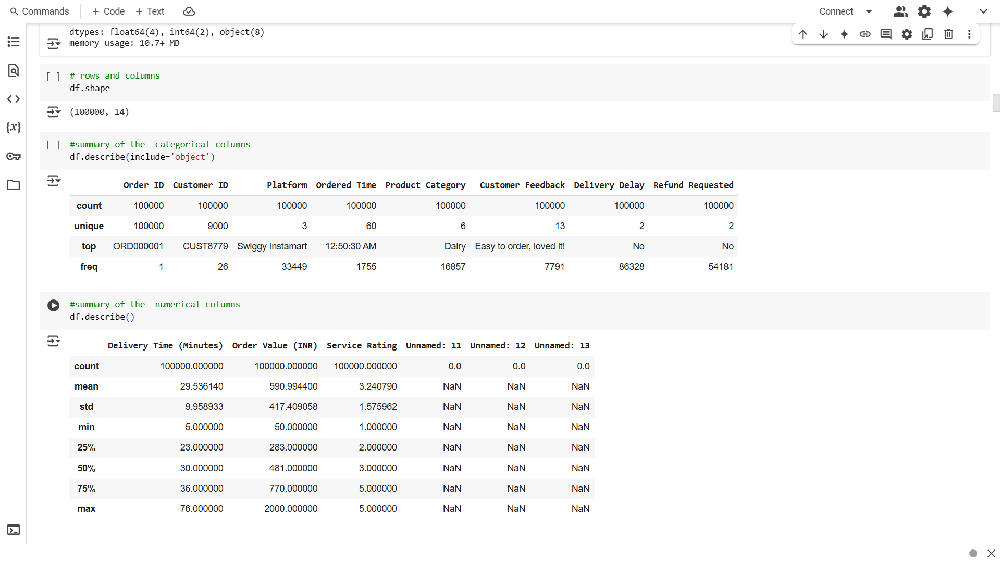 Commands + Code + Text Connect
dtypes: float64(4), int64(2), object(8)
memory usage: 10.7+ MB
[ ] # rows and columns
df.shape
(100000, 14)
[ ] #summary of the  categorical columns
df.describe(include='object')
Order ID Customer ID Platform Ordered Time Product Category Customer Feedback Delivery Delay Refund Requested
count 100000 100000 100000 100000 100000 100000 100000 100000
unique 100000 9000 3 60 6 13 2 2
top ORD000001 CUST8779 Swiggy Instamart 12:50:30 AM Dairy Easy to order, loved it! No No
freq 1 26 33449 1755 16857 7791 86328 54181
#summary of the  numerical columns
df.describe()
Delivery Time (Minutes) Order Value (INR) Service Rating Unnamed: 11 Unnamed: 12 Unnamed: 13
count 100000.000000 100000.000000 100000.000000 0.0 0.0 0.0
mean 29.536140 590.994400 3.240790 NaN NaN NaN
std 9.958933 417.409058 1.575962 NaN NaN NaN
min 5.000000 50.000000 1.000000 NaN NaN NaN
25% 23.000000 283.000000 2.000000 NaN NaN NaN
50% 30.000000 481.000000 3.000000 NaN NaN NaN
75% 36.000000 770.000000 5.000000 NaN NaN NaN
max 76.000000 2000.000000 5.000000 NaN NaN NaN